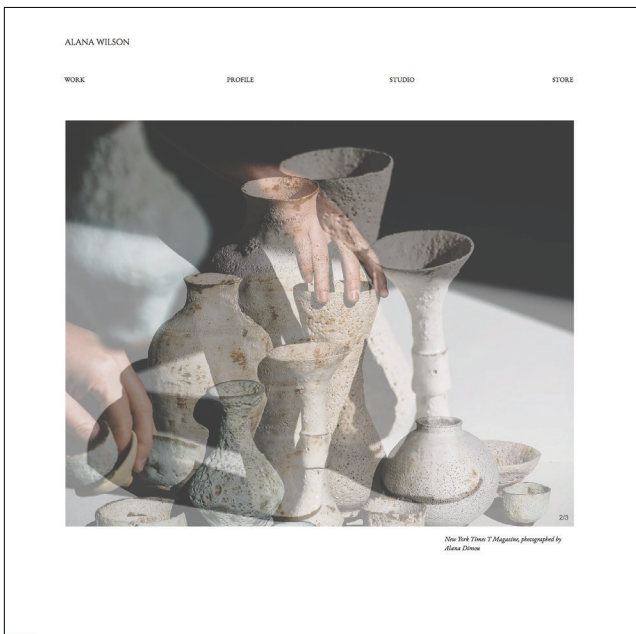 ALANA WILSON
WORK
PROFILE
STUDIO
STORE
2/3
New York Times T Magazine, photographed by
Alana Dimou